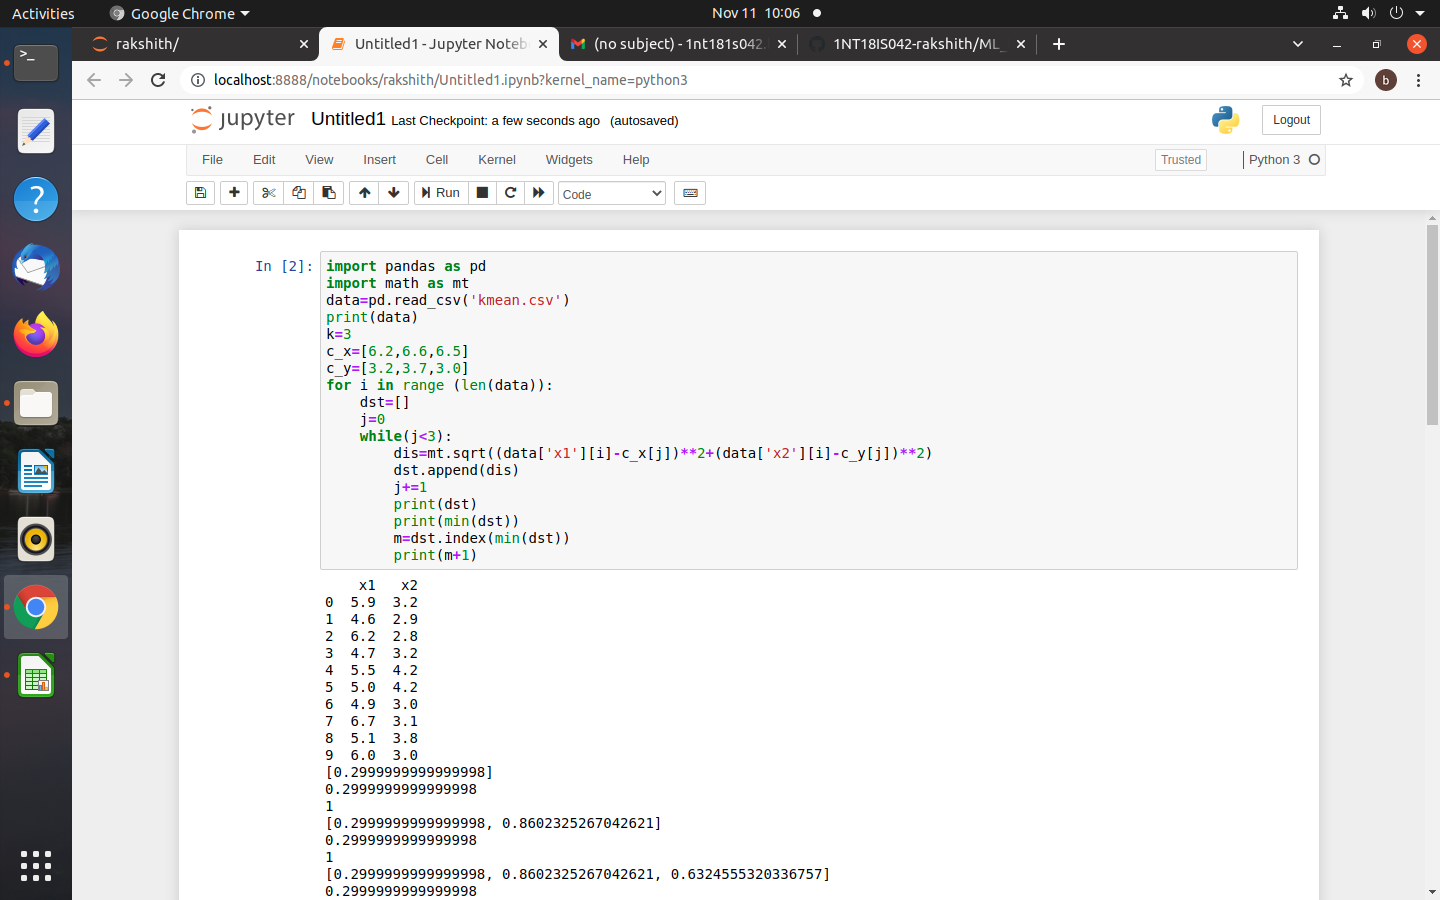 Activities
Google Chrome
Nov 11 10:06
rakshith/
Untitled1 - Jupyter Noteb
(no subject) - 1nt181s042.
1NT18IS042-rakshith/ML_
localhost:8888/notebooks/rakshith/Untitled1.ipynb?kernel_name=python3
b
jupyter
Untitled1 Last Checkpoint: a few seconds ago (autosaved)
Logout
File Edit View Insert Cell Kernel Widgets Help
Trusted
Python 3
Run
Code
In [2]:
import pandas as pd
import math as mt
data=pd.read_csv('kmean.csv')
print(data)
k=3
c_x=[6.2,6.6,6.5]
c_y=[3.2,3.7,3.0]
for i in range (len(data)):
    dst=[]
    j=0
    while(j<3):
        dis=mt.sqrt((data['x1'][i]-c_x[j])**2+(data['x2'][i]-c_y[j])**2)
        dst.append(dis)
        j+=1
        print(dst)
        print(min(dst))
        m=dst.index(min(dst))
        print(m+1)
    x1   x2
0  5.9  3.2
1  4.6  2.9
2  6.2  2.8
3  4.7  3.2
4  5.5  4.2
5  5.0  4.2
6  4.9  3.0
7  6.7  3.1
8  5.1  3.8
9  6.0  3.0
[0.2999999999999998]
0.2999999999999998
1
[0.2999999999999998, 0.8602325267042621]
0.2999999999999998
1
[0.2999999999999998, 0.8602325267042621, 0.6324555320336757]
0.2999999999999998